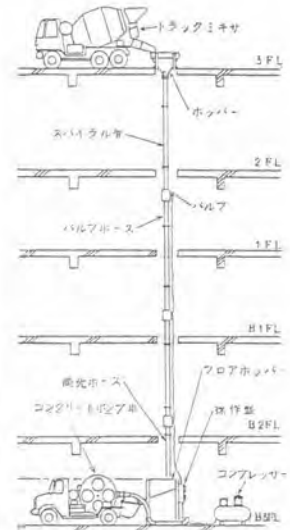 トラックミキサ
3FL
ホッパー
スパイラル管
2FL
バルブ
バルブホース
1FL
B1FL
フロアホッパー
コンクリートポンプ車
操作盤
B2FL
コンプレッサー
B3FL